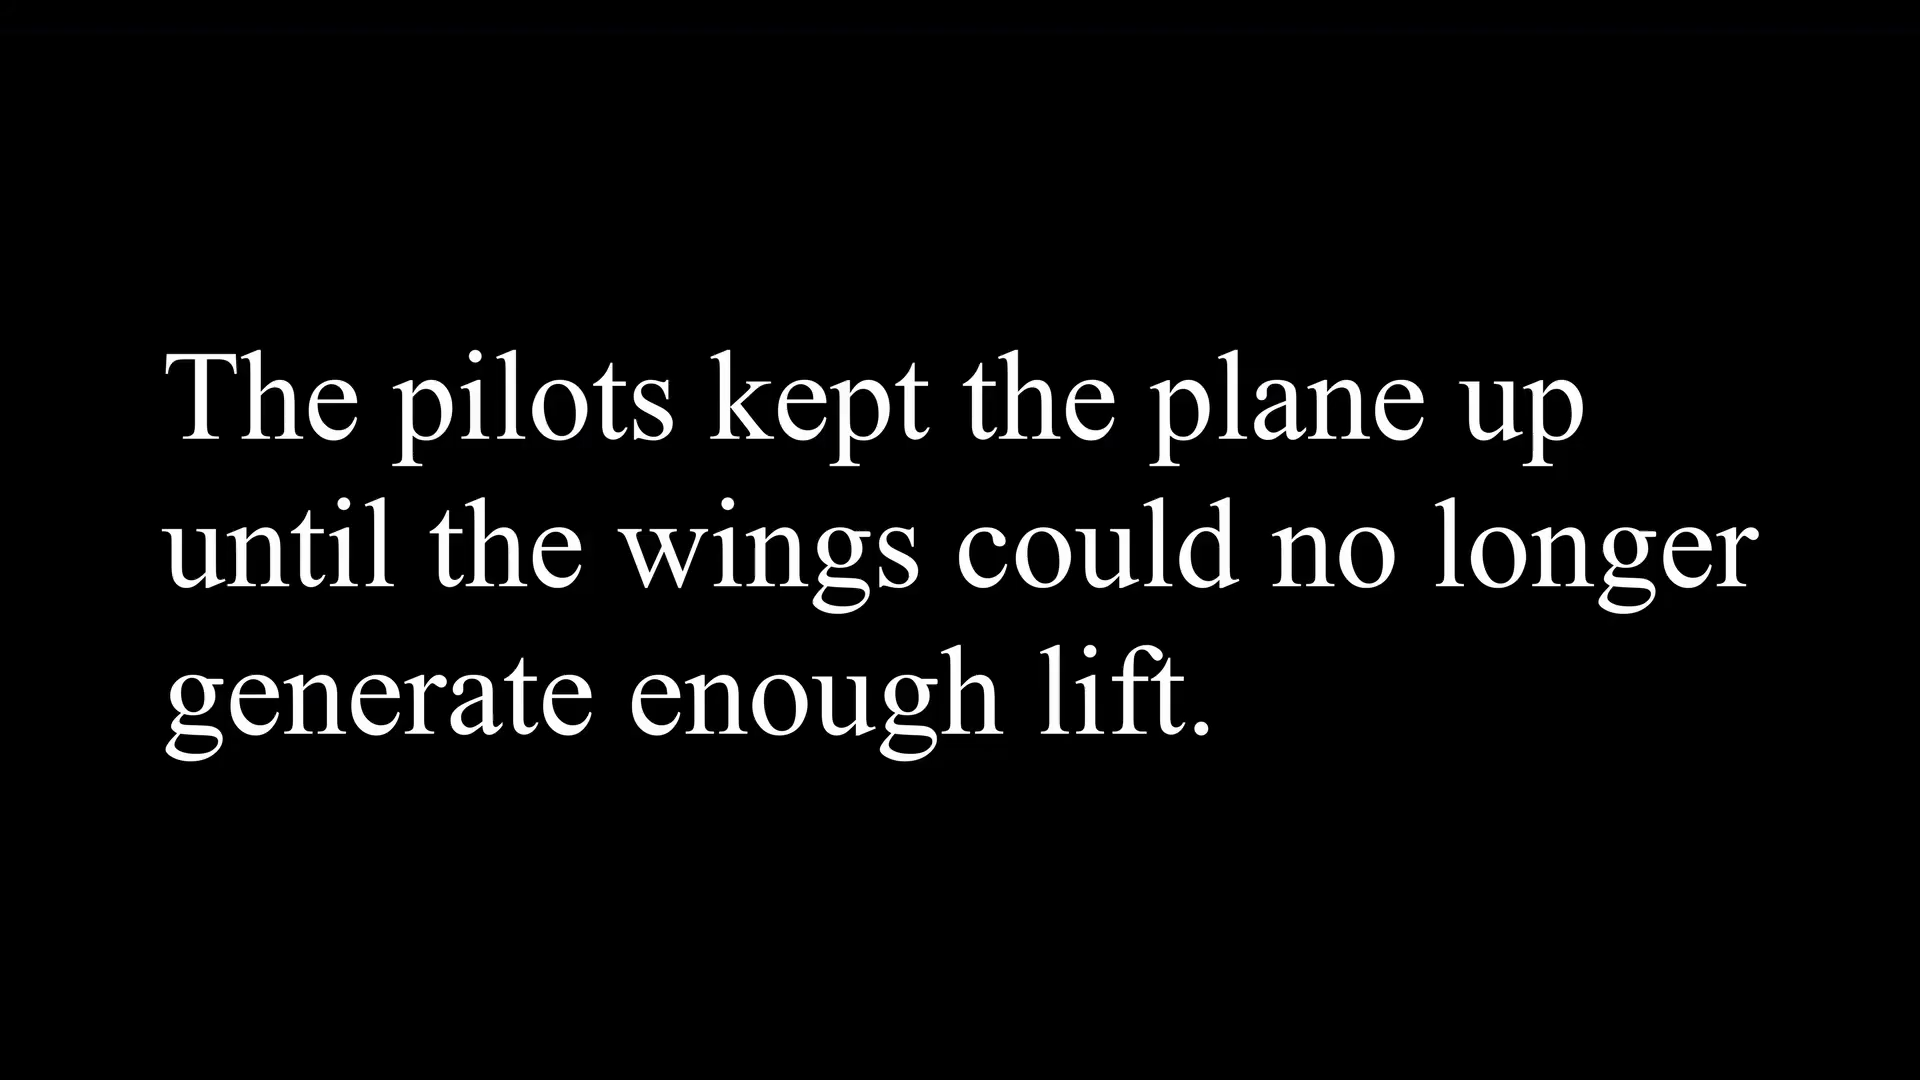 The pilots kept the plane up
until the wings could no longer
generate enough lift.